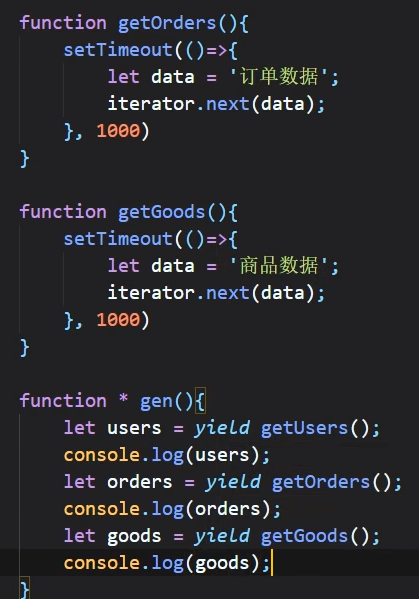 function getOrders(){
    setTimeout(()=>{
        let data = '订单数据';
        iterator.next(data);
    }, 1000)
}

function getGoods(){
    setTimeout(()=>{
        let data = '商品数据';
        iterator.next(data);
    }, 1000)
}

function * gen(){
    let users = yield getUsers();
    console.log(users);
    let orders = yield getOrders();
    console.log(orders);
    let goods = yield getGoods();
    console.log(goods);
}